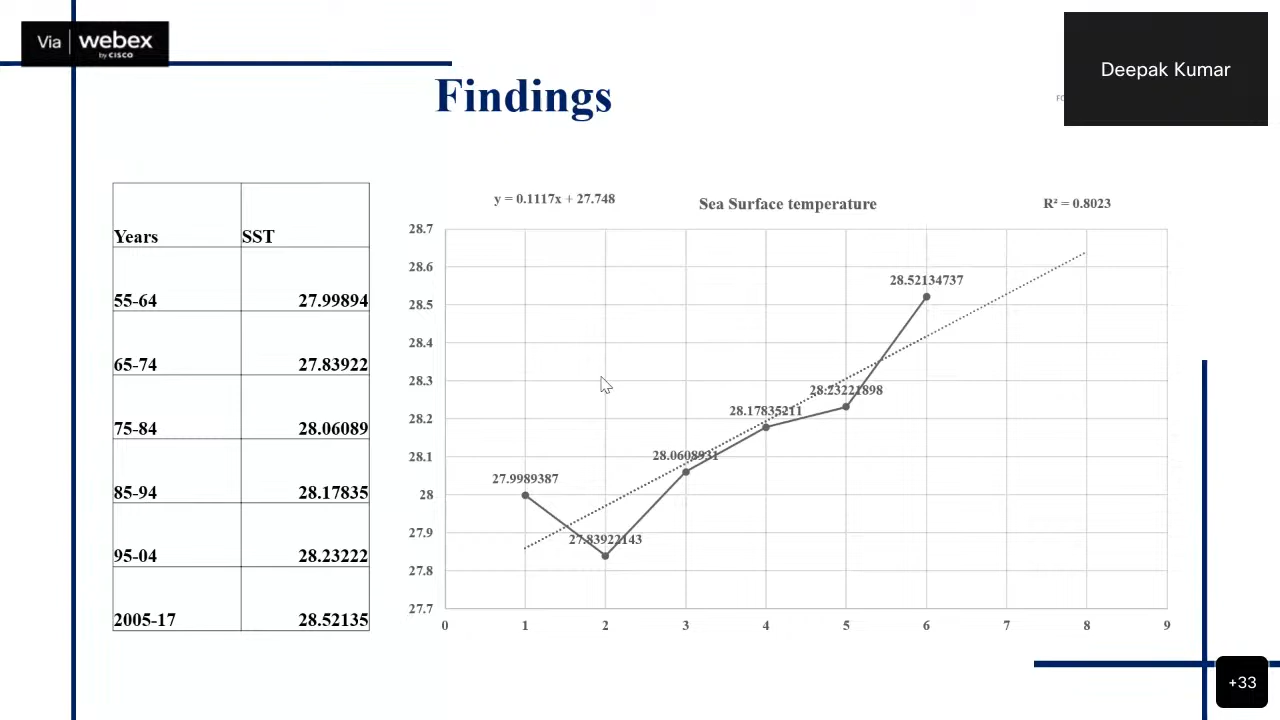 Via webex
by CISCO
Deepak Kumar
Findings
FO
Years SST
55-64 27.99894
65-74 27.83922
75-84 28.06089
85-94 28.17835
95-04 28.23222
2005-17 28.52135
y = 0.1117x + 27.748
Sea Surface temperature
R² = 0.8023
28.7
28.6
28.5
28.4
28.3
28.2
28.1
28
27.9
27.8
27.7
27.9989387
27.83922143
28.0608931
28.17835211
28.23221898
28.52134737
0 1 2 3 4 5 6 7 8 9
+33